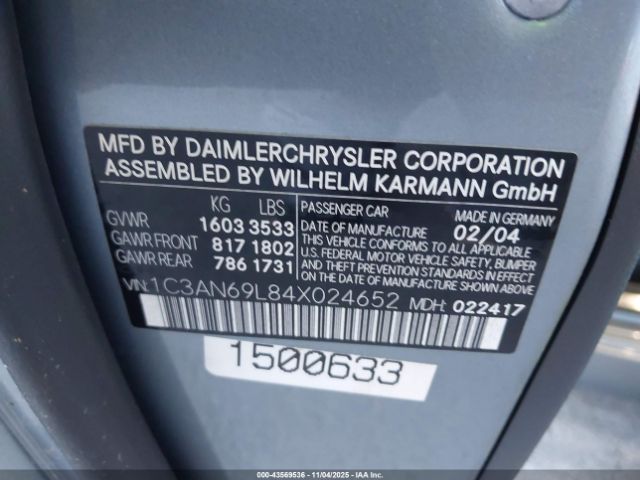 MFD BY DAIMLERCHRYSLER CORPORATION
ASSEMBLED BY WILHELM KARMANN GmbH
KG LBS
GVWR 1603 3533
GAWR FRONT 817 1802
GAWR REAR 786 1731
PASSENGER CAR MADE IN GERMANY
DATE OF MANUFACTURE 02/04
THIS VEHICLE CONFORMS TO ALL APPLICABLE
U.S. FEDERAL MOTOR VEHICLE SAFETY, BUMPER
AND THEFT PREVENTION STANDARDS IN EFFECT
ON THE DATE OF MANUFACTURE SHOWN ABOVE.
VIN: 1C3AN69L84X024652 MDH: 022417
1500633
000-43569536 - 11/04/2025 - IAAI.COM